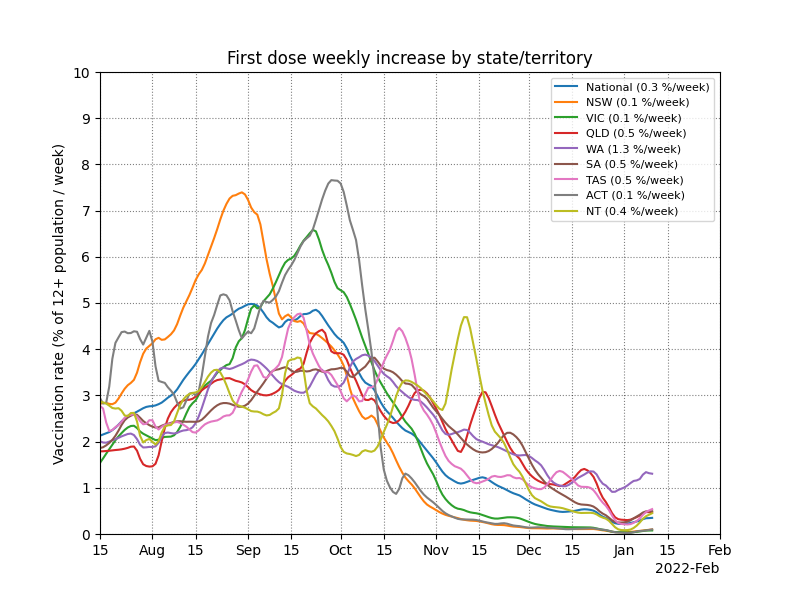 First dose weekly increase by state/territory
Vaccination rate (% of 12+ population / week)
10
9
8
7
6
5
4
3
2
1
0
National (0.3 %/week)
NSW (0.1 %/week)
VIC (0.1 %/week)
QLD (0.5 %/week)
WA (1.3 %/week)
SA (0.5 %/week)
TAS (0.5 %/week)
ACT (0.1 %/week)
NT (0.4 %/week)
15 Aug 15 Sep 15 Oct 15 Nov 15 Dec 15 Jan 15 Feb
2022-Feb